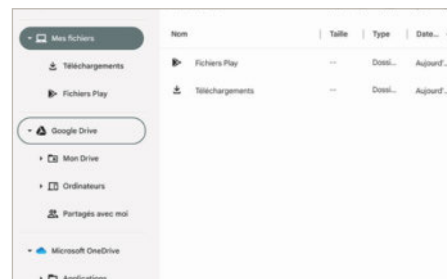 Mes fichiers
Téléchargements
Fichiers Play
Google Drive
Mon Drive
Ordinateurs
Partagés avec moi
Microsoft OneDrive
Applications
Nom Taille Type Date...
Fichiers Play -- Dossi... Aujourd'...
Téléchargements -- Dossi... Aujourd'...